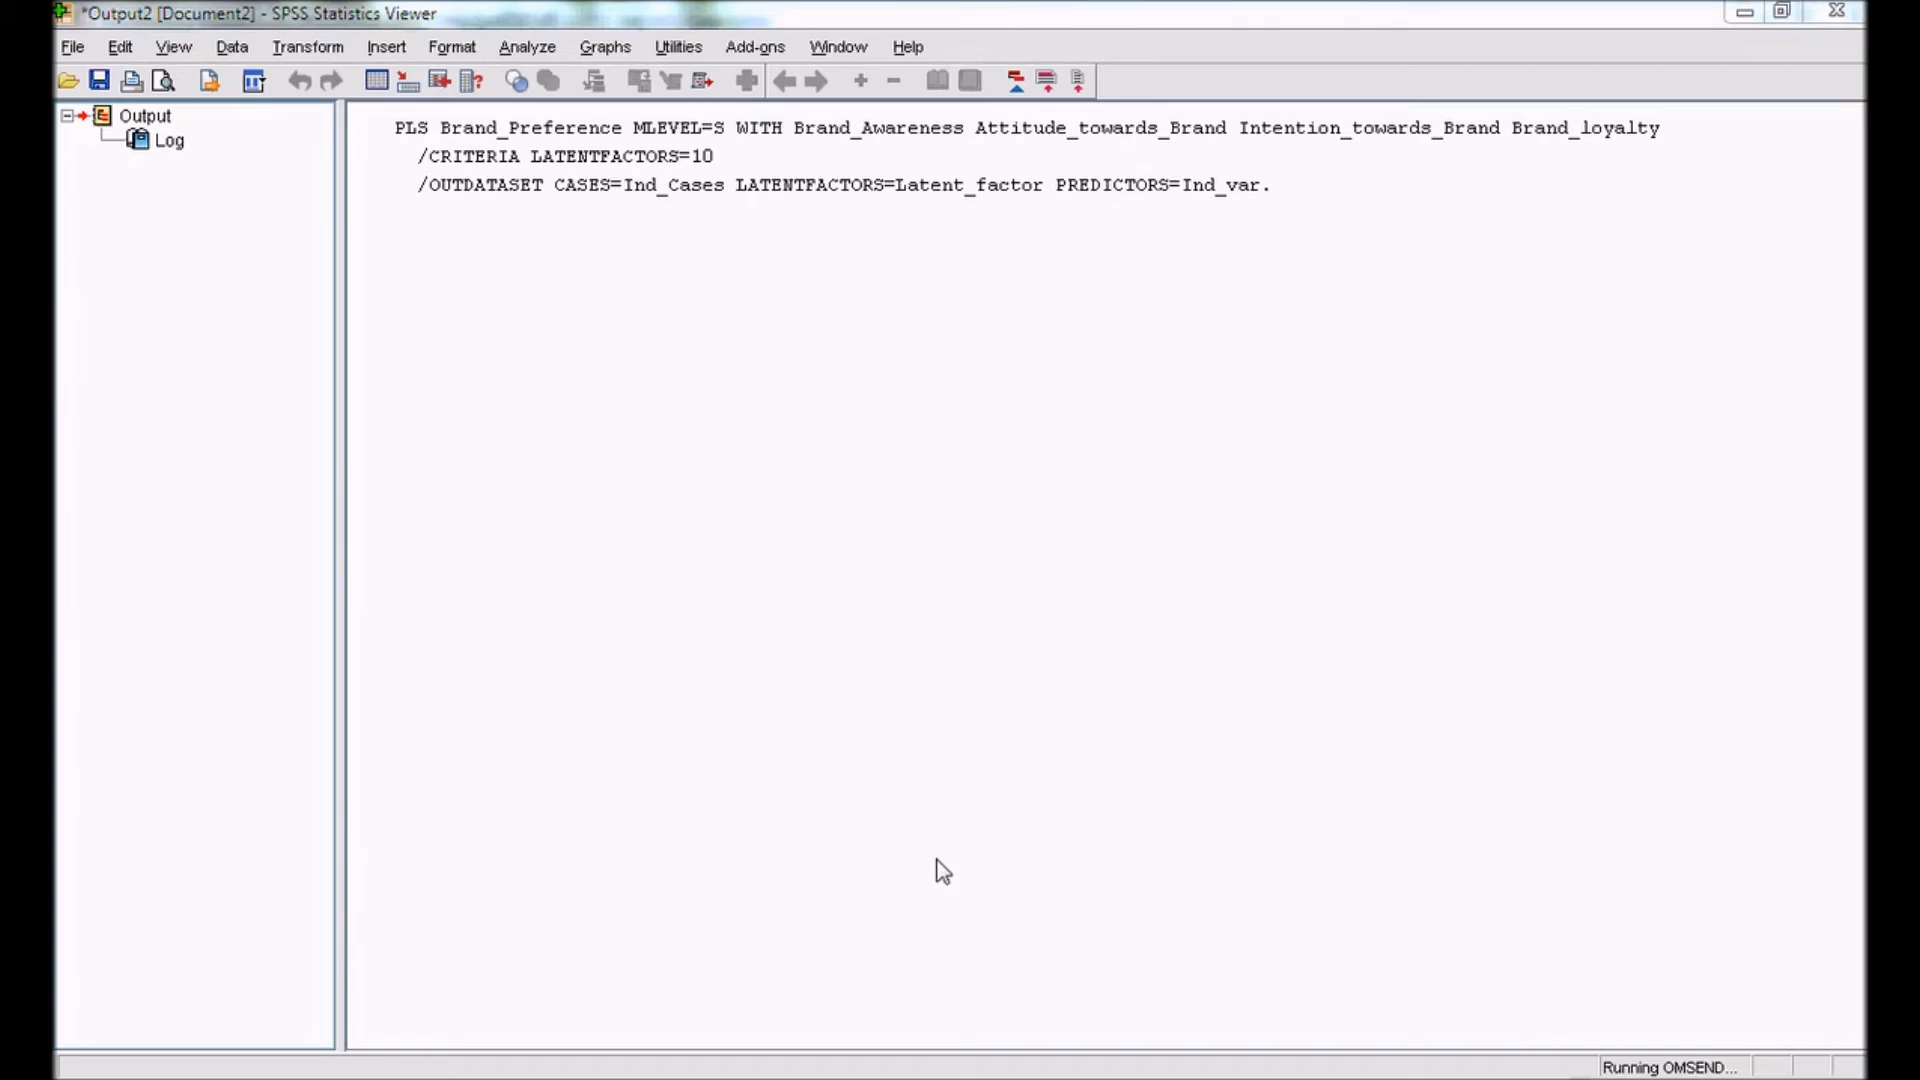 *Output2 [Document2] - SPSS Statistics Viewer
File Edit View Data Transform Insert Format Analyze Graphs Utilities Add-ons Window Help
Output
Log
PLS Brand_Preference MLEVEL=S WITH Brand_Awareness Attitude_towards_Brand Intention_towards_Brand Brand_loyalty
/CRITERIA LATENTFACTORS=10
/OUTDATASET CASES=Ind_Cases LATENTFACTORS=Latent_factor PREDICTORS=Ind_var.
Running OMSEND...